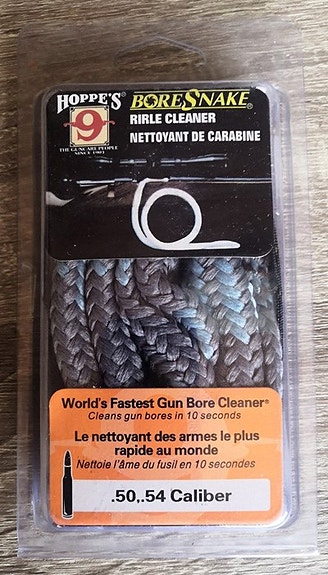 HOPPE'S
9
THE GUNCARE PEOPLE
SINCE 1903
BORESNAKE®
RIRLE CLEANER
NETTOYANT DE CARABINE
World's Fastest Gun Bore Cleaner®
Cleans gun bores in 10 seconds
Le nettoyant des armes le plus
rapide au monde
Nettoie l'âme du fusil en 10 secondes
.50,.54 Caliber